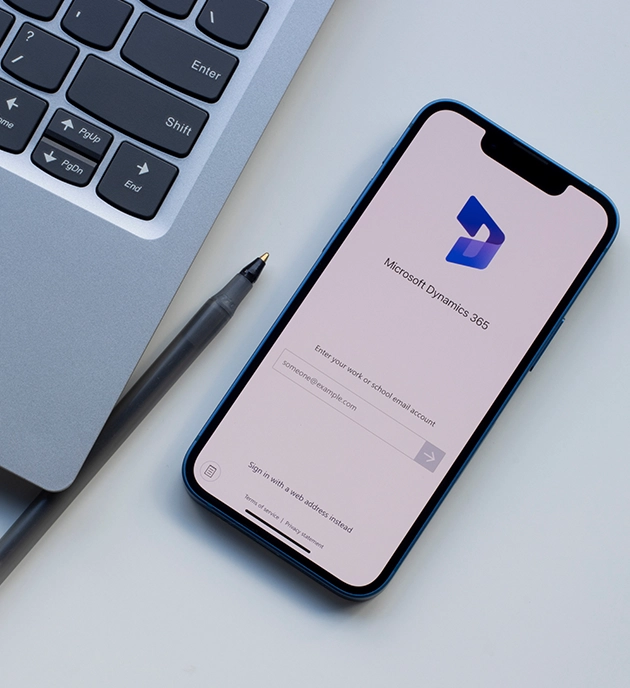 \
?
/
Enter
Shift
PgUp
PgDn
End
Microsoft Dynamics 365
Enter your work or school email account
someone@example.com
Sign in with a web address instead
Terms of service | Privacy statement